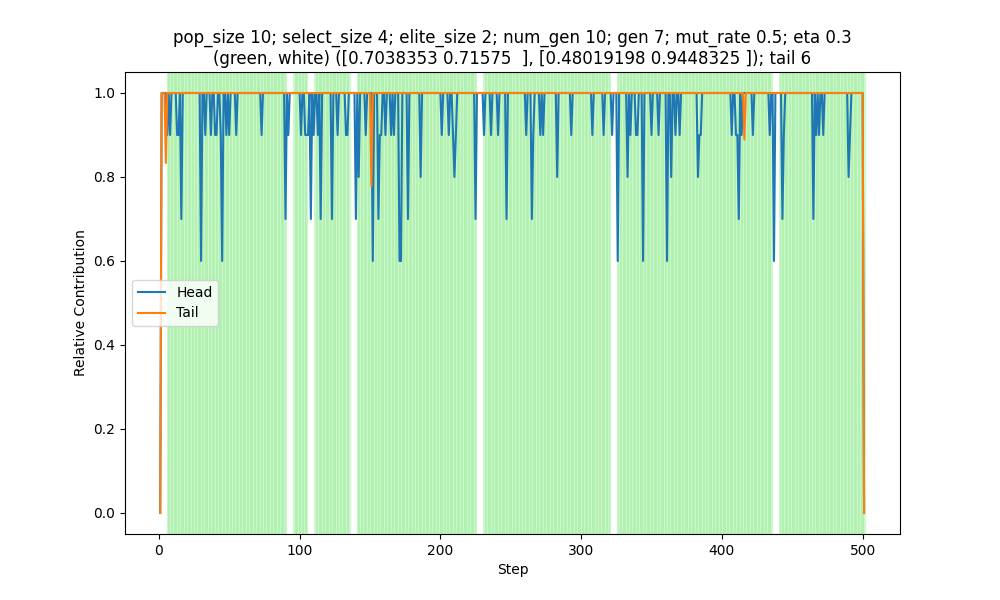 pop_size 10; select_size 4; elite_size 2; num_gen 10; gen 7; mut_rate 0.5; eta 0.3
(green, white) ([0.7038353 0.71575  ], [0.48019198 0.9448325 ]); tail 6
1.0
0.8
0.6
0.4
0.2
0.0
Relative Contribution
Head
Tail
0
100
200
300
400
500
Step